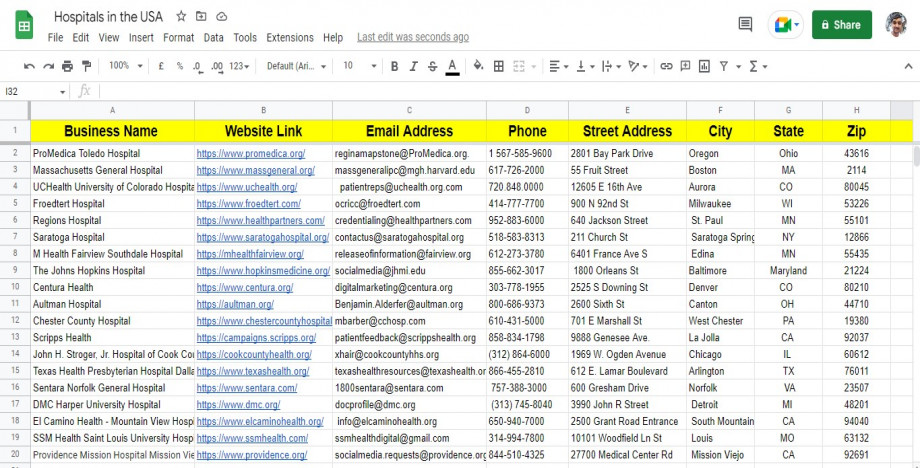 Hospitals in the USA
File Edit View Insert Format Data Tools Extensions Help Last edit was seconds ago
Share
100% £ % .0 .00 123 Default (Ari... 10 B I S A
I32 fx
A B C D E F G H
1 Business Name Website Link Email Address Phone Street Address City State Zip
2 ProMedica Toledo Hospital https://www.promedica.org/ reginamapstone@ProMedica.org. 1 567-585-9600 2801 Bay Park Drive Oregon Ohio 43616
3 Massachusetts General Hospital https://www.massgeneral.org/ massgeneralipc@mgh.harvard.edu 617-726-2000 55 Fruit Street Boston MA 2114
4 UCHealth University of Colorado Hospita https://www.uchealth.org/ patientreps@uchealth.org.com 720.848.0000 12605 E 16th Ave Aurora CO 80045
5 Froedtert Hospital https://www.froedtert.com/ ocricc@froedtert.com 414-777-7700 900 N 92nd St Milwaukee WI 53226
6 Regions Hospital https://www.healthpartners.com/ credentialing@healthpartners.com 952-883-6000 640 Jackson Street St. Paul MN 55101
7 Saratoga Hospital https://www.saratogahospital.org/ contactus@saratogahospital.org 518-583-8313 211 Church St Saratoga Spring NY 12866
8 M Health Fairview Southdale Hospital https://mhealthfairview.org/ releaseofinformation@fairview.org 612-273-3780 6401 France Ave S Edina MN 55435
9 The Johns Hopkins Hospital https://www.hopkinsmedicine.org/ socialmedia@jhmi.edu 855-662-3017 1800 Orleans St Baltimore Maryland 21224
10 Centura Health https://www.centura.org/ digitalmarketing@centura.org 303-778-1955 2525 S Downing St Denver CO 80210
11 Aultman Hospital https://aultman.org/ Benjamin.Alderfer@aultman.org 800-686-9373 2600 Sixth St Canton OH 44710
12 Chester County Hospital https://www.chestercountyhospital mbarber@cchosp.com 610-431-5000 701 E Marshall St West Chester PA 19380
13 Scripps Health https://campaigns.scripps.org/ patientfeedback@scrippshealth.org 858-834-1798 9888 Genesee Ave. La Jolla CA 92037
14 John H. Stroger, Jr. Hospital of Cook Cou https://cookcountyhealth.org/ xhair@cookcountyhhs.org (312) 864-6000 1969 W. Ogden Avenue Chicago IL 60612
15 Texas Health Presbyterian Hospital Dalla https://www.texashealth.org/ texashealthresources@texashealth.or 866-455-2810 612 E. Lamar Boulevard Arlington TX 76011
16 Sentara Norfolk General Hospital https://www.sentara.com/ 1800sentara@sentara.com 757-388-3000 600 Gresham Drive Norfolk VA 23507
17 DMC Harper University Hospital https://www.dmc.org/ docprofile@dmc.org (313) 745-8040 3990 John R Street Detroit MI 48201
18 El Camino Health - Mountain View Hospi https://www.elcaminohealth.org/ info@elcaminohealth.org 650-940-7000 2500 Grant Road Entrance South Mountain CA 94040
19 SSM Health Saint Louis University Hosp https://www.ssmhealth.com/ ssmhealthdigital@gmail.com 314-994-7800 10101 Woodfield Ln St Louis MO 63132
20 Providence Mission Hospital Mission Vie https://www.providence.org/ socialmedia.requests@providence.org 844-510-4325 27700 Medical Center Rd Mission Viejo CA 92691